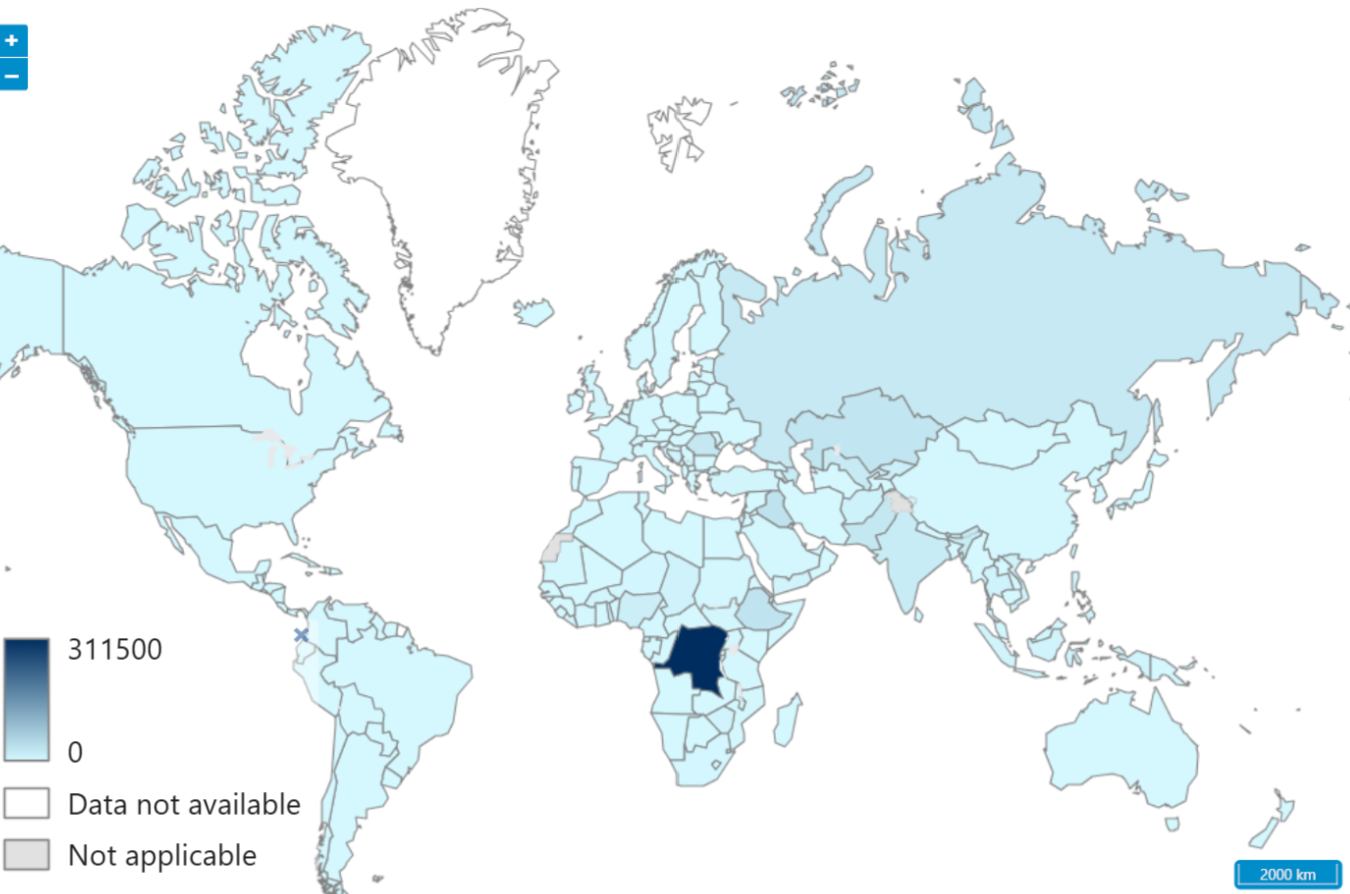 +
−
311500
0
Data not available
Not applicable
2000 km